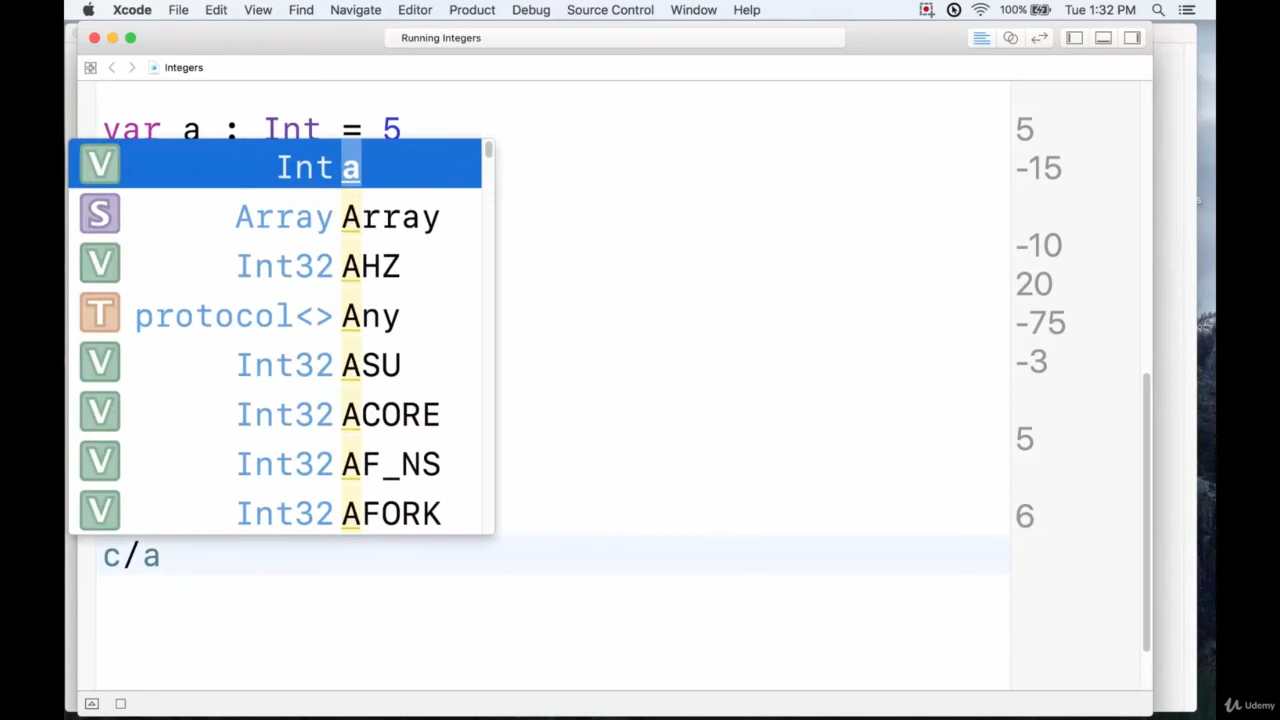 Xcode File Edit View Find Navigate Editor Product Debug Source Control Window Help 100% Tue 1:32 PM
Running Integers
Integers
var a : Int = 5 5
V Int a -15
S Array Array
V Int32 AHZ -10
20
T protocol<> Any -75
V Int32 ASU -3
V Int32 ACORE
5
V Int32 AF_NS
V Int32 AFORK 6
c/a
Udemy